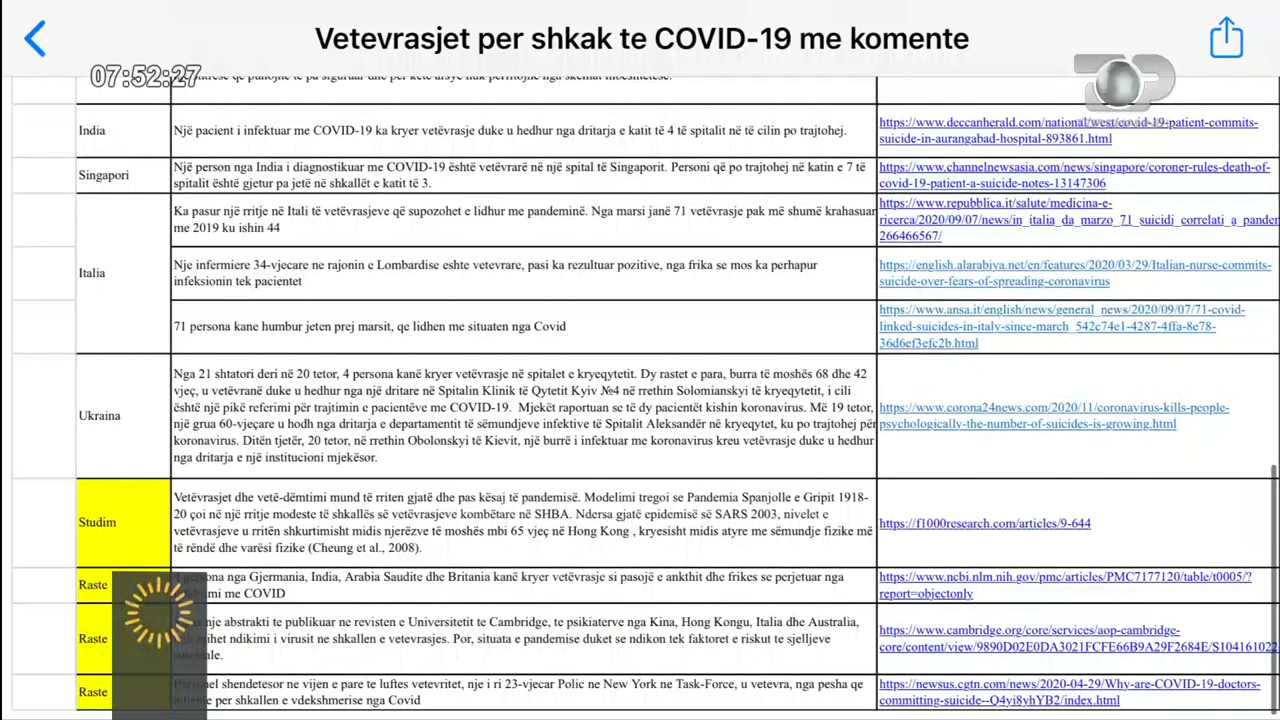 Vetevrasjet per shkak te COVID-19 me komente
07:52:27
India
Një pacient i infektuar me COVID-19 ka kryer vetëvrasje duke u hedhur nga dritarja e katit të 4 të spitalit në të cilin po trajtohej.
https://www.deccanherald.com/national/west/covid-19-patient-commits-
suicide-in-aurangabad-hospital-893861.html
Singapori
Një person nga India i diagnostikuar me COVID-19 është vetëvrarë në një spital të Singaporit. Personi që po trajtohej në katin e 7 të
spitalit është gjetur pa jetë në shkallët e katit të 3.
https://www.channelnewsasia.com/news/singapore/coroner-rules-death-of-
covid-19-patient-a-suicide-notes-13147306
Italia
Ka pasur një rritje në Itali të vetëvrasjeve që supozohet e lidhur me pandeminë. Nga marsi janë 71 vetëvrasje pak më shumë krahasuar
me 2019 ku ishin 44
https://www.repubblica.it/salute/medicina-e-
ricerca/2020/09/07/news/in_italia_da_marzo_71_suicidi_correlati_a_pandem
266466567/
Nje infermiere 34-vjecare ne rajonin e Lombardise eshte vetevrare, pasi ka rezultuar pozitive, nga frika se mos ka perhapur
infeksionin tek pacientet
https://english.alarabiya.net/en/features/2020/03/29/Italian-nurse-commits-
suicide-over-fears-of-spreading-coronavirus
71 persona kane humbur jeten prej marsit, qe lidhen me situaten nga Covid
https://www.ansa.it/english/news/general_news/2020/09/07/71-covid-
linked-suicides-in-italy-since-march_542c74e1-4287-4ffa-8e78-
36d6ef3efc2b.html
Ukraina
Nga 21 shtatori deri në 20 tetor, 4 persona kanë kryer vetëvrasje në spitalet e kryeqytetit. Dy rastet e para, burra të moshës 68 dhe 42
vjeç, u vetëvranë duke u hedhur nga një dritare në Spitalin Klinik të Qytetit Kyiv №4 në rrethin Solomianskyi të kryeqytetit, i cili
është një pikë referimi për trajtimin e pacientëve me COVID-19. Mjekët raportuan se të dy pacientët kishin koronavirus. Më 19 tetor,
një grua 60-vjeçare u hodh nga dritarja e departamentit të sëmundjeve infektive të Spitalit Aleksandër në kryeqytet, ku po trajtohej për
koronavirus. Ditën tjetër, 20 tetor, në rrethin Obolonskyi të Kievit, një burrë i infektuar me koronavirus kreu vetëvrasje duke u hedhur
nga dritarja e një institucioni mjekësor.
https://www.corona24news.com/2020/11/coronavirus-kills-people-
psychologically-the-number-of-suicides-is-growing.html
Studim
Vetëvrasjet dhe vetë-dëmtimi mund të rriten gjatë dhe pas kësaj të pandemisë. Modelimi tregoi se Pandemia Spanjolle e Gripit 1918-
20 çoi në një rritje modeste të shkallës së vetëvrasjeve kombëtare në SHBA. Ndersa gjatë epidemisë së SARS 2003, nivelet e
vetëvrasjeve u rritën shkurtimisht midis njerëzve të moshës mbi 65 vjeç në Hong Kong , kryesisht midis atyre me sëmundje fizike më
të rëndë dhe varësi fizike (Cheung et al., 2008).
https://f1000research.com/articles/9-644
Raste
persona nga Gjermania, India, Arabia Saudite dhe Britania kanë kryer vetëvrasje si pasojë e ankthit dhe frikes se perjetuar nga
me COVID
https://www.ncbi.nlm.nih.gov/pmc/articles/PMC7177120/table/t0005/?
report=objectonly
Raste
nje abstrakti te publikuar ne revisten e Universitetit te Cambridge, te psikiaterve nga Kina, Hong Kongu, Italia dhe Australia,
ndikimi i virusit ne shkallen e vetevrasjes. Por, situata e pandemise duket se ndikon tek faktoret e riskut te sjelljeve
https://www.cambridge.org/core/services/aop-cambridge-
core/content/view/9890D02E0DA3021FCFE66B9A29F2684E/S104161022
Raste
Personel shendetesor ne vijen e pare te luftes vetevritet, nje i ri 23-vjecar Polic ne New York ne Task-Force, u vetevra, nga pesha qe
per shkallen e vdekshmerise nga Covid
https://newsus.cgtn.com/news/2020-04-29/Why-are-COVID-19-doctors-
committing-suicide--Q4yi8yhYB2/index.html